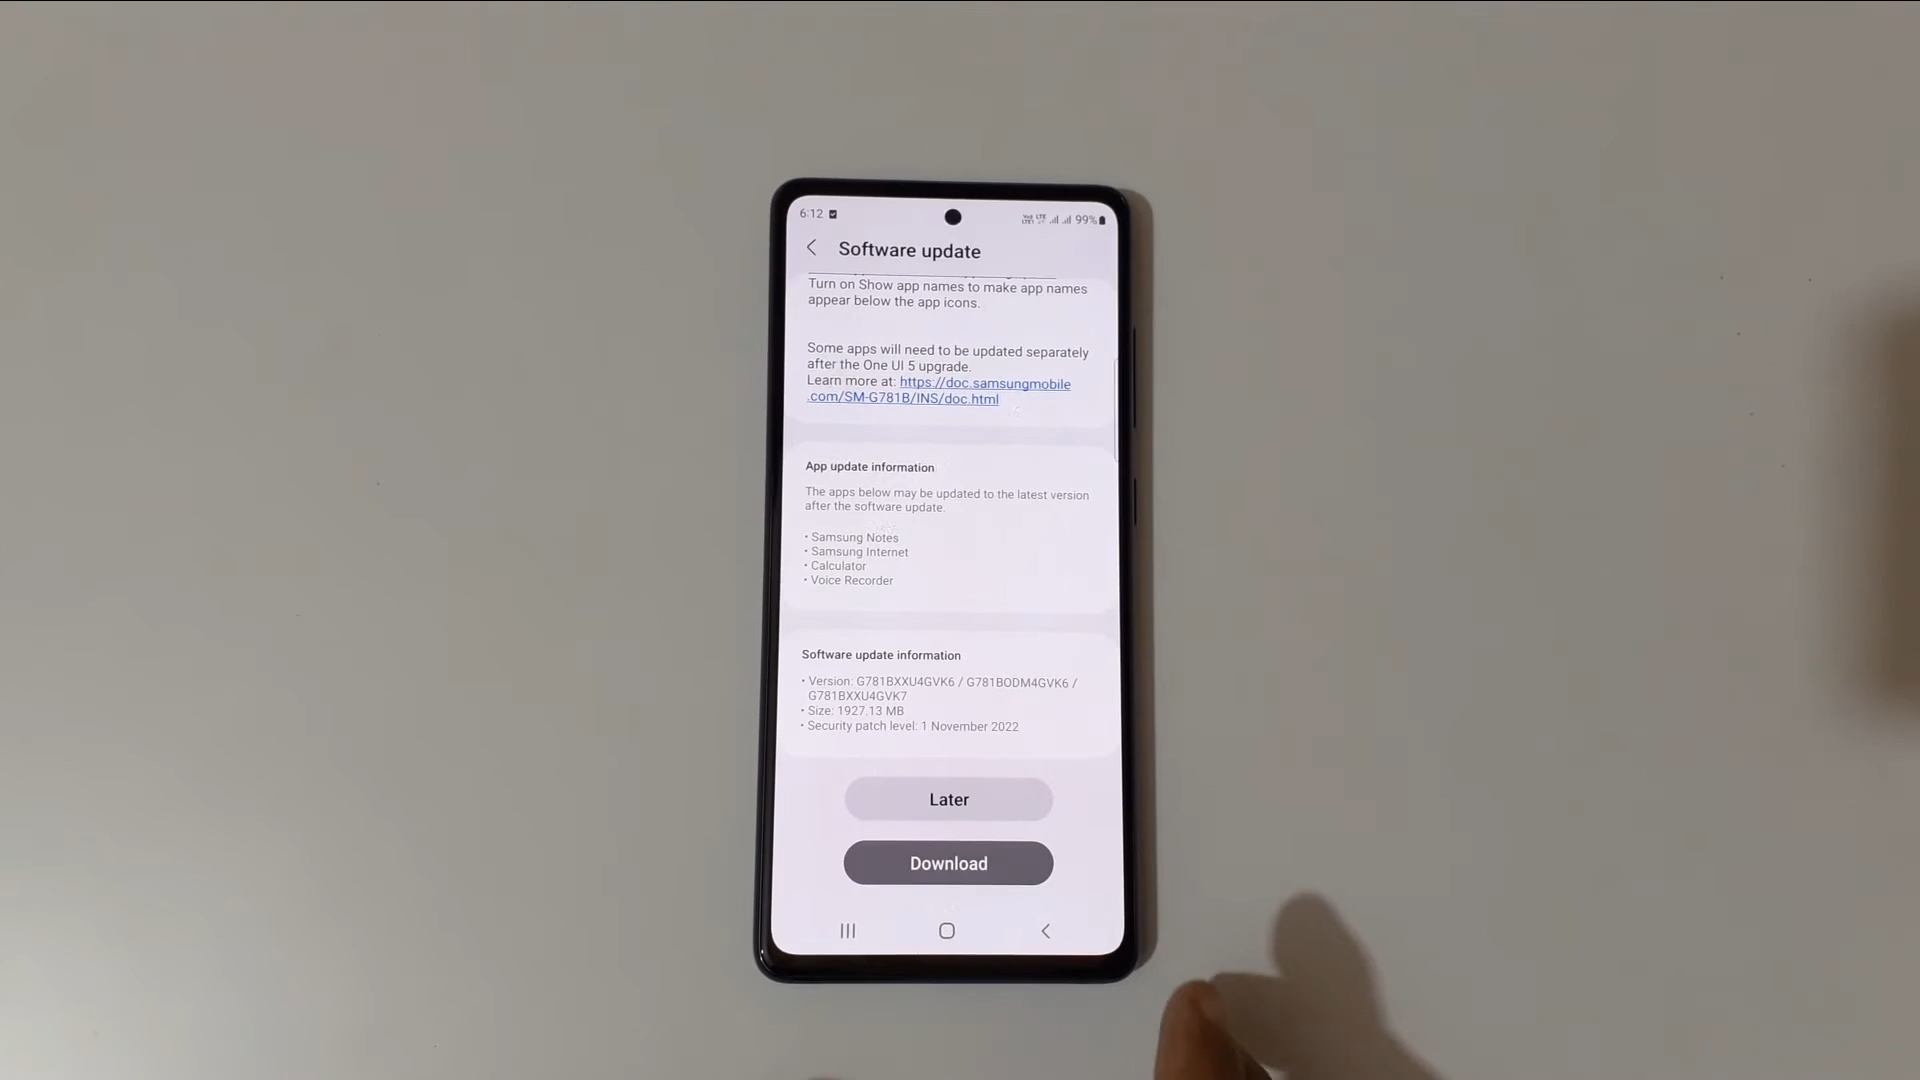 6:12
99%
Software update
Turn on Show app names to make app names
appear below the app icons.
Some apps will need to be updated separately
after the One UI 5 upgrade.
Learn more at: https://doc.samsungmobile
.com/SM-G781B/INS/doc.html
App update information
The apps below may be updated to the latest version
after the software update.
• Samsung Notes
• Samsung Internet
• Calculator
• Voice Recorder
Software update information
• Version: G781BXXU4GVK6 / G781BODM4GVK6 /
G781BXXU4GVK7
• Size: 1927.13 MB
• Security patch level: 1 November 2022
Later
Download